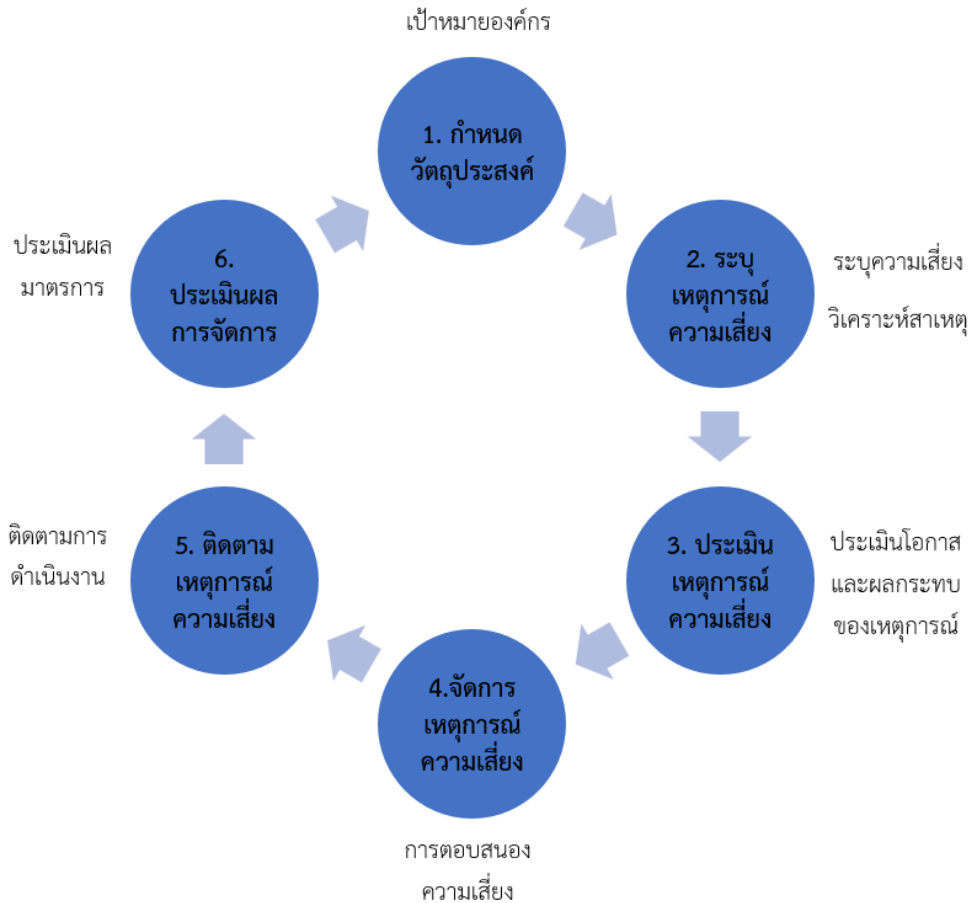 เป้าหมายองค์กร
1. กำหนด
วัตถุประสงค์
2. ระบุ
เหตุการณ์
ความเสี่ยง
ระบุความเสี่ยง
วิเคราะห์สาเหตุ
3. ประเมิน
เหตุการณ์
ความเสี่ยง
ประเมินโอกาส
และผลกระทบ
ของเหตุการณ์
4.จัดการ
เหตุการณ์
ความเสี่ยง
การตอบสนอง
ความเสี่ยง
5. ติดตาม
เหตุการณ์
ความเสี่ยง
ติดตามการ
ดำเนินงาน
6.
ประเมินผล
การจัดการ
ประเมินผล
มาตรการ